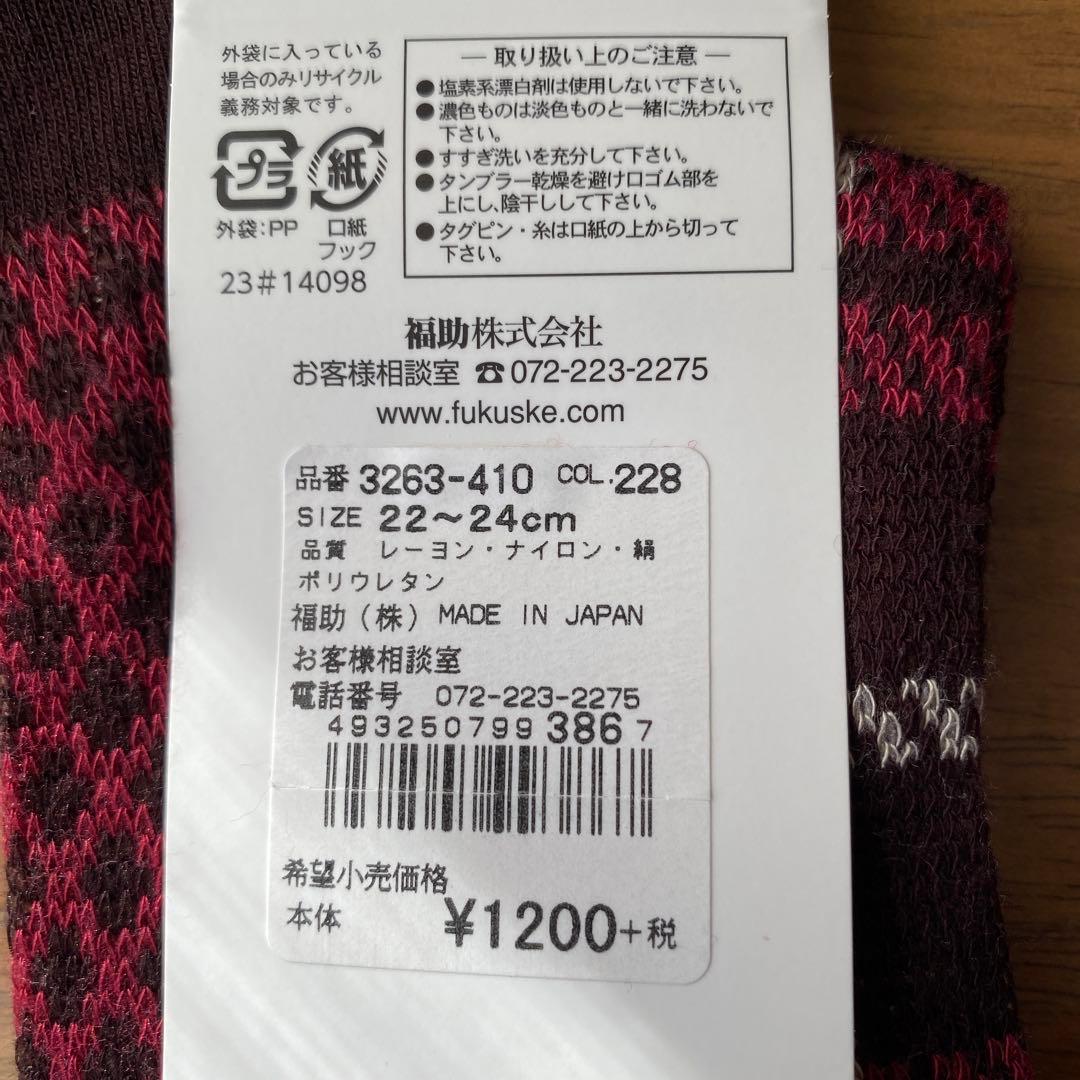 外袋に入っている
場合のみリサイクル
義務対象です。
プラ
紙
外袋:PP
口紙
フック
23#14098
— 取り扱い上のご注意 —
●塩素系漂白剤は使用しないで下さい。
●濃色ものは淡色ものと一緒に洗わないで
下さい。
●すすぎ洗いを充分して下さい。
●タンブラー乾燥を避け口ゴム部を
上にし、陰干しして下さい。
●タグピン・糸は口紙の上から切って
下さい。
福助株式会社
お客様相談室 ☎072-223-2275
www.fukuske.com
品番 3263-410 COL.228
SIZE 22〜24cm
品質 レーヨン・ナイロン・絹
ポリウレタン
福助(株) MADE IN JAPAN
お客様相談室
電話番号 072-223-2275
493250799 386 7
希望小売価格
本体 ¥1200+税